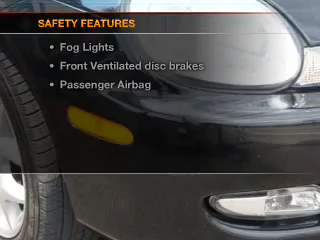 SAFETY FEATURES
• Fog Lights
• Front Ventilated disc brakes
• Passenger Airbag